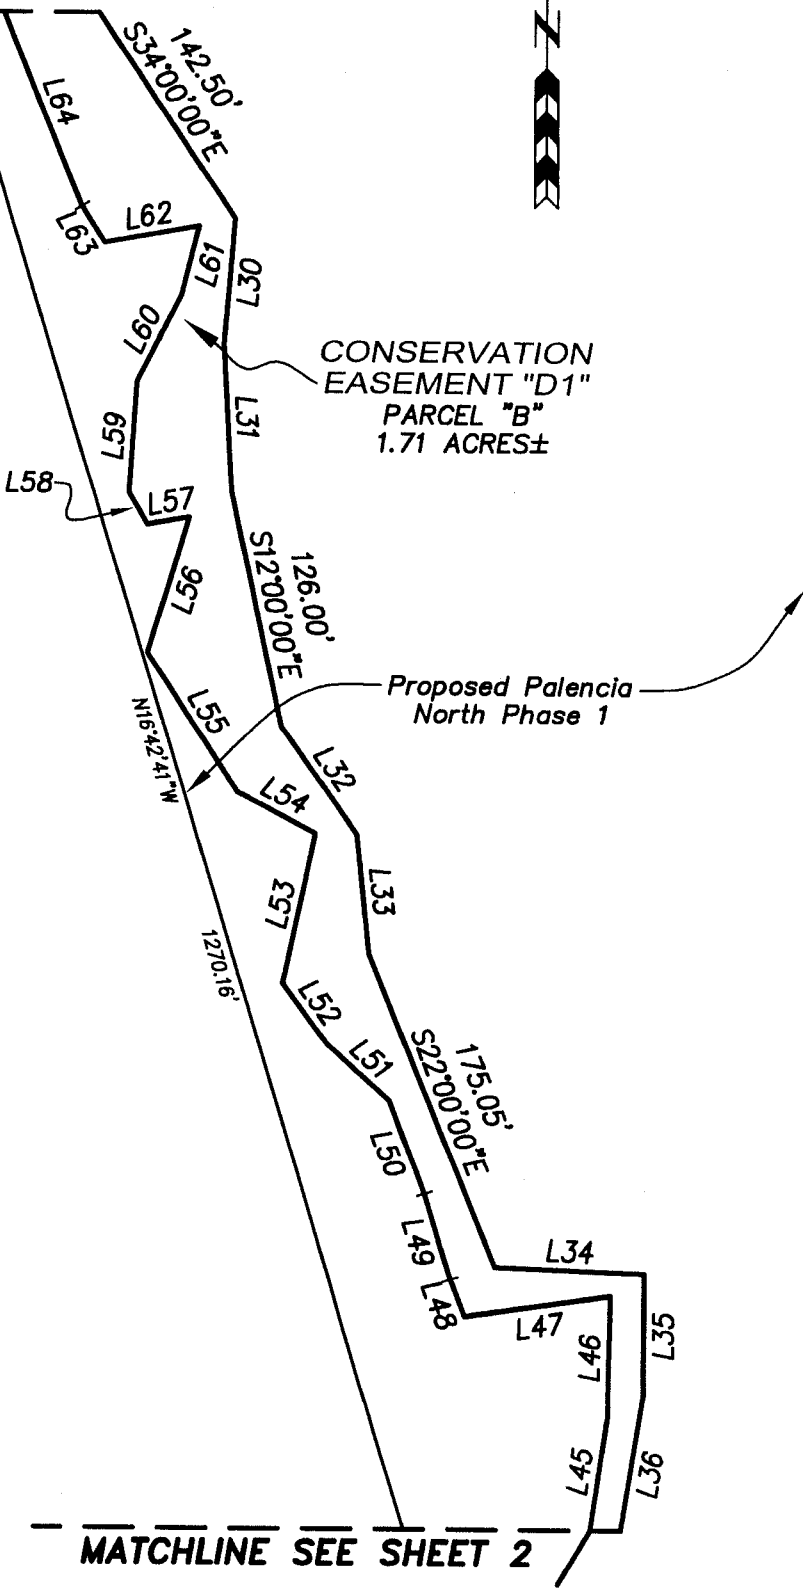 N
142.50'
S34°00'00"E
L64
L62
L63
L61
L30
L60
CONSERVATION
EASEMENT "D1"
PARCEL "B"
1.71 ACRES±
L31
L59
L58
L57
126.00'
S12°00'00"E
L56
Proposed Palencia
North Phase 1
L55
N16°42'41"W
L32
L54
L33
L53
1270.16'
L52
L51
175.05'
S22°00'00"E
L50
L49
L34
L48
L47
L35
L46
L45
L36
MATCHLINE SEE SHEET 2